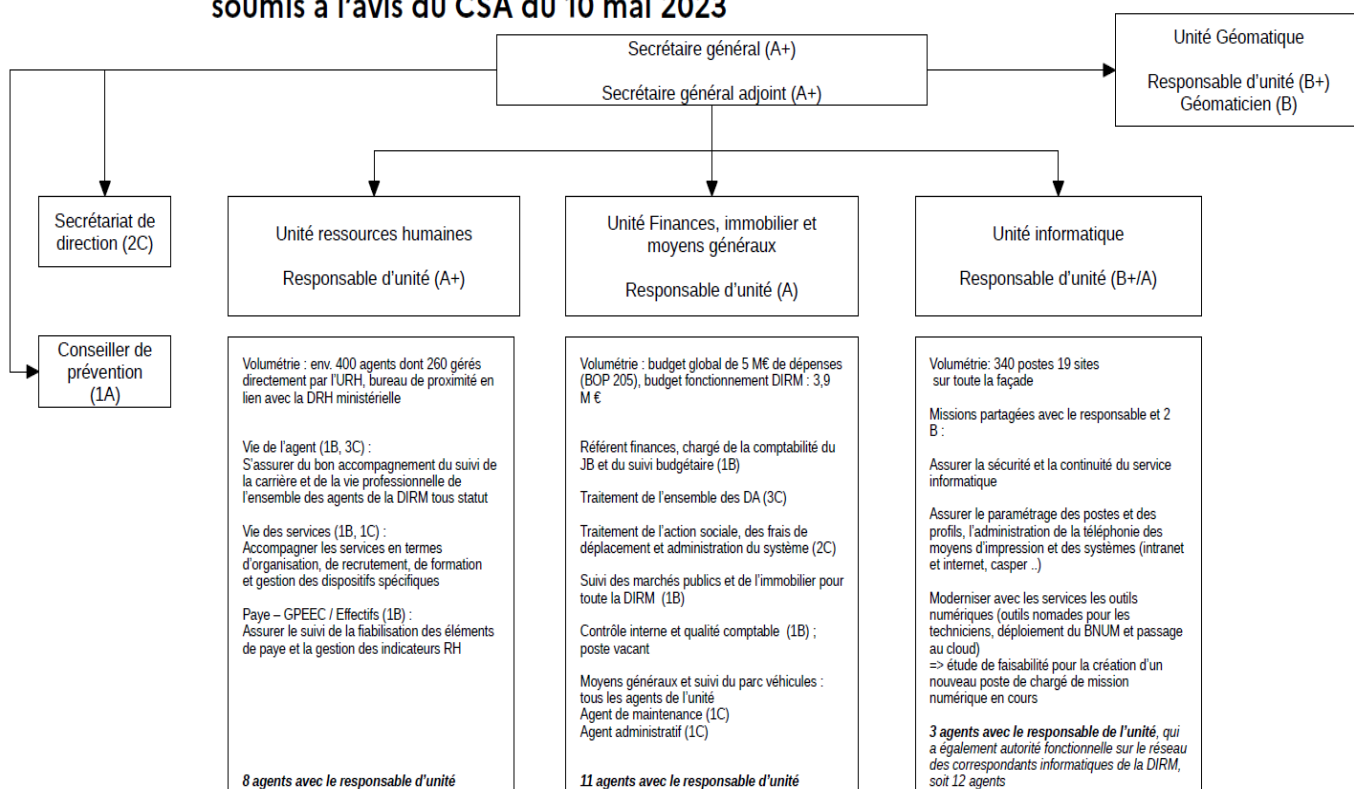 soumis à l'avis du CSA du 10 mai 2023
Secrétaire général (A+)
Secrétaire général adjoint (A+)
Unité Géomatique
Responsable d'unité (B+)
Géomaticien (B)
Secrétariat de
direction (2C)
Conseiller de
prévention
(1A)
Unité ressources humaines
Responsable d'unité (A+)
Unité Finances, immobilier et
moyens généraux
Responsable d'unité (A)
Unité informatique
Responsable d'unité (B+/A)
Volumétrie : env. 400 agents dont 260 gérés
directement par l'URH, bureau de proximité en
lien avec la DRH ministérielle
Vie de l'agent (1B, 3C) :
S'assurer du bon accompagnement du suivi de
la carrière et de la vie professionnelle de
l'ensemble des agents de la DIRM tous statut
Vie des services (1B, 1C) :
Accompagner les services en termes
d'organisation, de recrutement, de formation
et gestion des dispositifs spécifiques
Paye – GPEEC / Effectifs (1B) :
Assurer le suivi de la fiabilisation des éléments
de paye et la gestion des indicateurs RH
8 agents avec le responsable d'unité
Volumétrie : budget global de 5 M€ de dépenses
(BOP 205), budget fonctionnement DIRM : 3,9
M €
Référent finances, chargé de la comptabilité du
JB et du suivi budgétaire (1B)
Traitement de l'ensemble des DA (3C)
Traitement de l'action sociale, des frais de
déplacement et administration du système (2C)
Suivi des marchés publics et de l'immobilier pour
toute la DIRM (1B)
Contrôle interne et qualité comptable (1B) ;
poste vacant
Moyens généraux et suivi du parc véhicules :
tous les agents de l'unité
Agent de maintenance (1C)
Agent administratif (1C)
11 agents avec le responsable d'unité
Volumétrie: 340 postes 19 sites
sur toute la façade
Missions partagées avec le responsable et 2
B :
Assurer la sécurité et la continuité du service
informatique
Assurer le paramétrage des postes et des
profils, l'administration de la téléphonie des
moyens d'impression et des systèmes (intranet
et internet, casper ..)
Moderniser avec les services les outils
numériques (outils nomades pour les
techniciens, déploiement du BNUM et passage
au cloud)
=> étude de faisabilité pour la création d'un
nouveau poste de chargé de mission
numérique en cours
3 agents avec le responsable de l'unité, qui
a également autorité fonctionnelle sur le réseau
des correspondants informatiques de la DIRM,
soit 12 agents